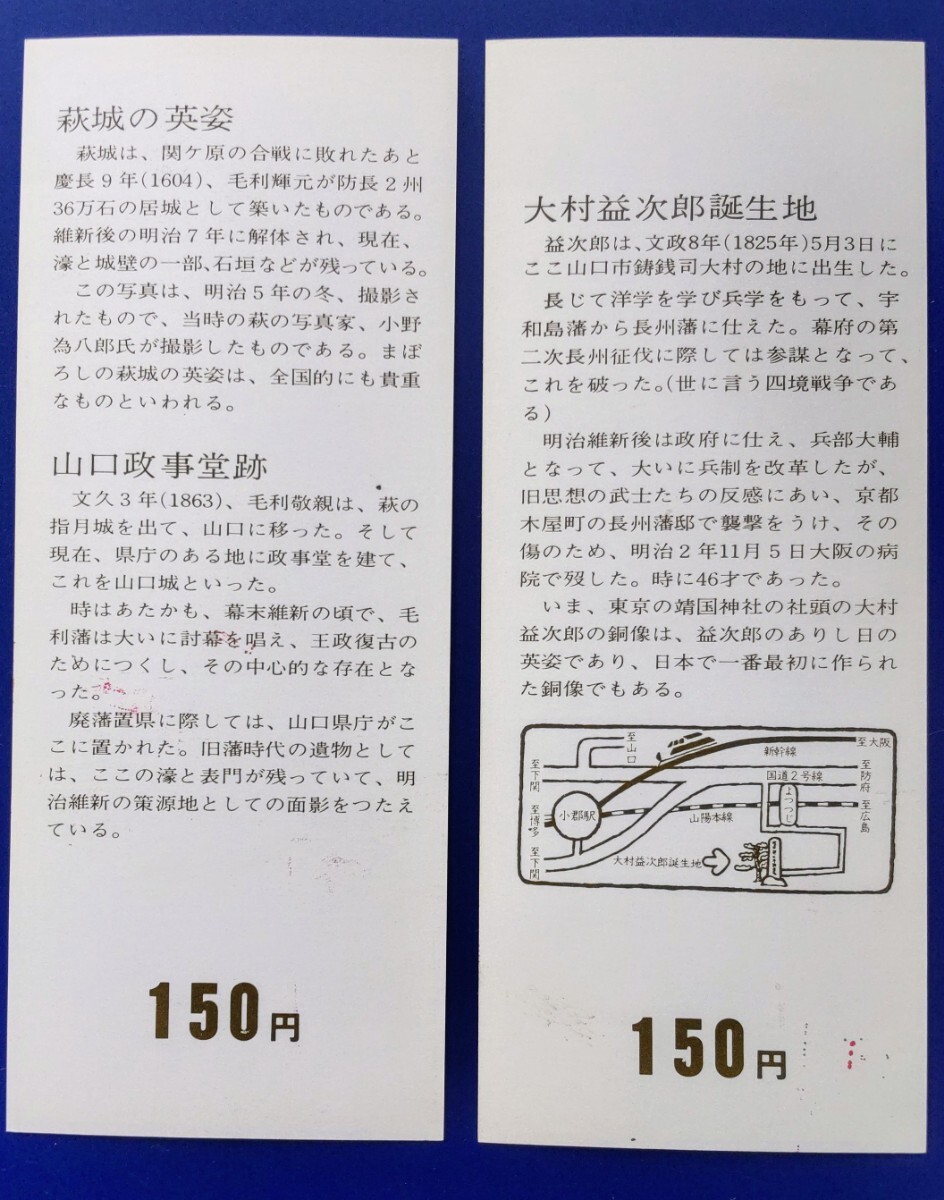 萩城の英姿
萩城は、関ケ原の合戦に敗れたあと
慶長9年(1604)、毛利輝元が防長2州
36万石の居城として築いたものである。
維新後の明治7年に解体され、現在、
濠と城壁の一部、石垣などが残っている。
この写真は、明治5年の冬、撮影さ
れたもので、当時の萩の写真家、小野
為八郎氏が撮影したものである。まぼ
ろしの萩城の英姿は、全国的にも貴重
なものといわれる。
山口政事堂跡
文久3年(1863)、毛利敬親は、萩の
指月城を出て、山口に移った。そして
現在、県庁のある地に政事堂を建て、
これを山口城といった。
時はあたかも、幕末維新の頃で、毛
利藩は大いに討幕を唱え、王政復古の
ためにつくし、その中心的な存在とな
った。
廃藩置県に際しては、山口県庁がこ
こに置かれた。旧藩時代の遺物として
は、ここの濠と表門が残っていて、明
治維新の策源地としての面影をつたえ
ている。
150円
大村益次郎誕生地
益次郎は、文政8年(1825年)5月3日に
ここ山口市鋳銭司大村の地に出生した。
長じて洋学を学び兵学をもって、宇
和島藩から長州藩に仕えた。幕府の第
二次長州征伐に際しては参謀となって、
これを破った。(世に言う四境戦争であ
る)
明治維新後は政府に仕え、兵部大輔
となって、大いに兵制を改革したが、
旧思想の武士たちの反感にあい、京都
木屋町の長州藩邸で襲撃をうけ、その
傷のため、明治2年11月5日大阪の病
院で歿した。時に46才であった。
いま、東京の靖国神社の社頭の大村
益次郎の銅像は、益次郎のありし日の
英姿であり、日本で一番最初に作られ
た銅像でもある。
至山口
新幹線
至大阪
至下関
国道2号線
至防府
至博多
小郡駅
山陽本線
よつつじ
至広島
至下関
大村益次郎誕生地
150円